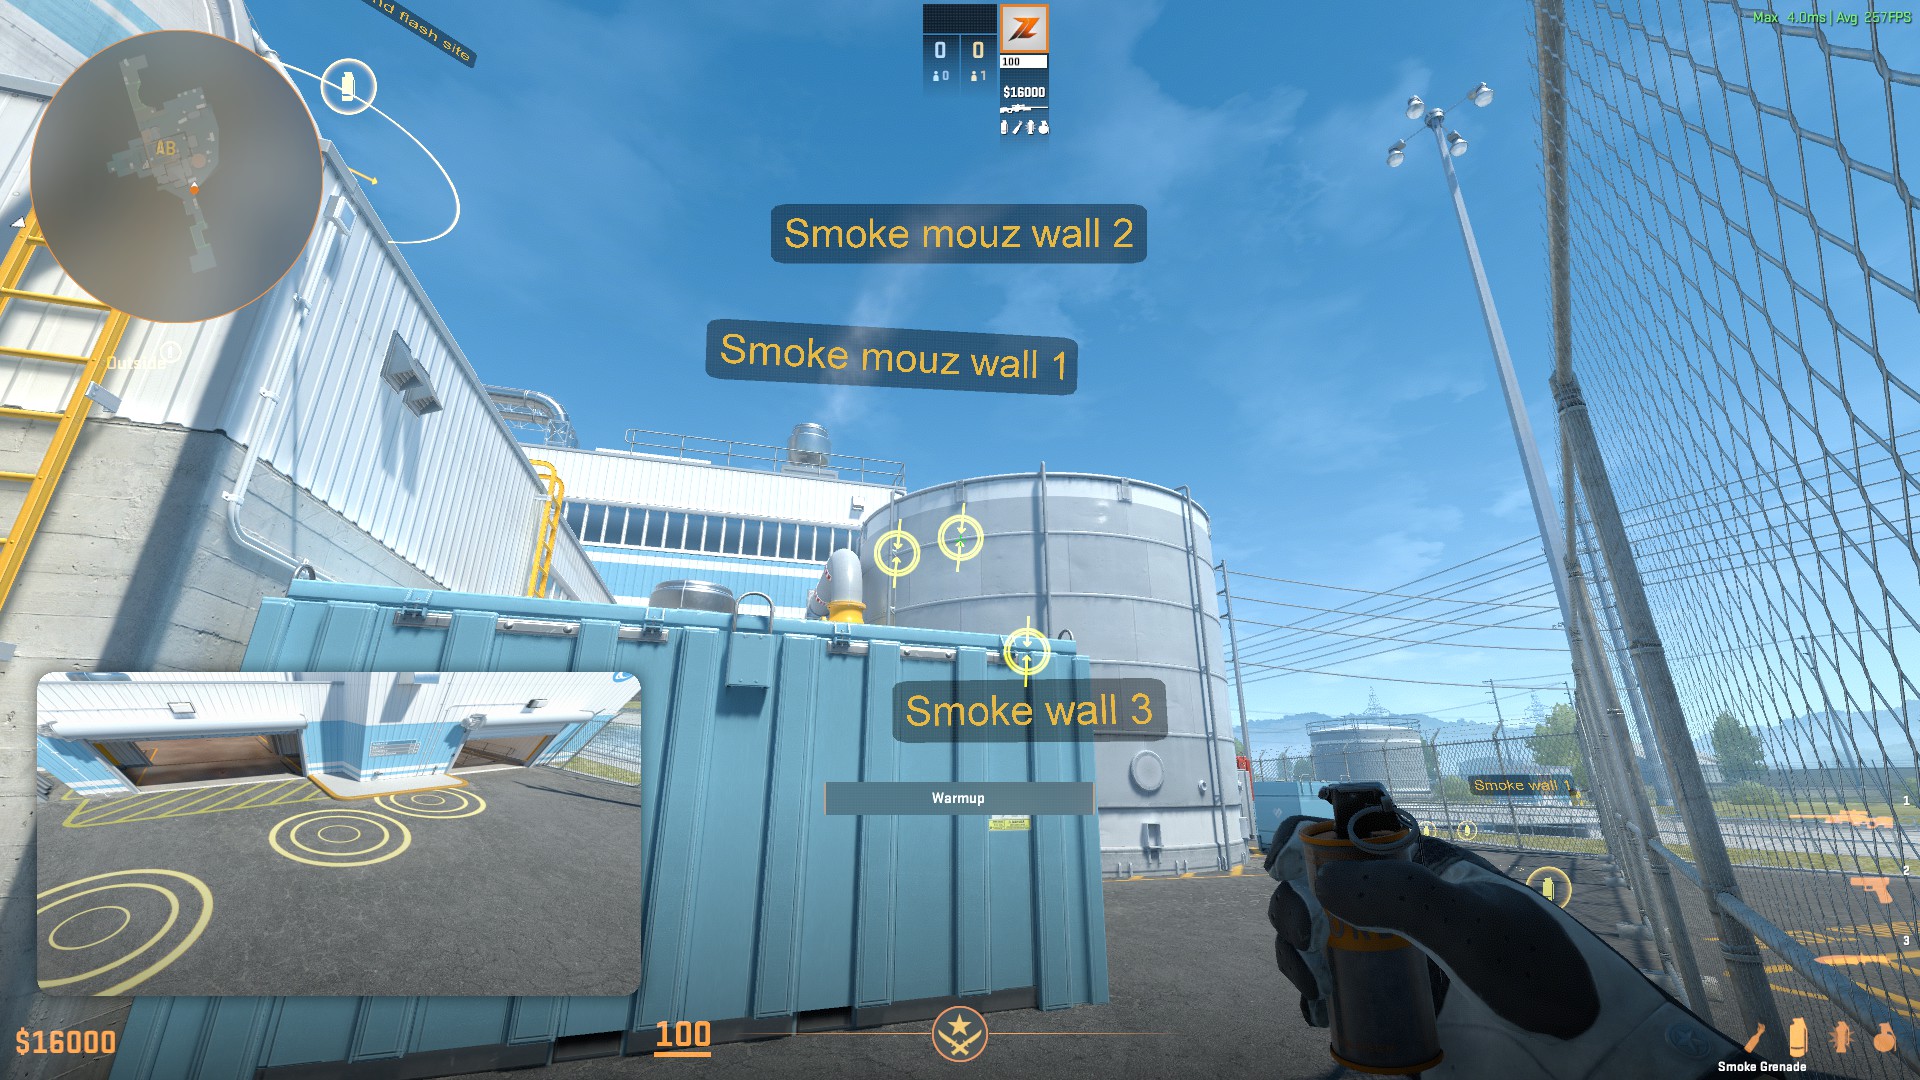 nd flash site
Max 4.0ms | Avg 257FPS
0 0
0 1
100
$16000
AB
Smoke mouz wall 2
Smoke mouz wall 1
Outside
Smoke wall 3
Smoke wall 1
Warmup
1
2
3
$16000
100
Smoke Grenade